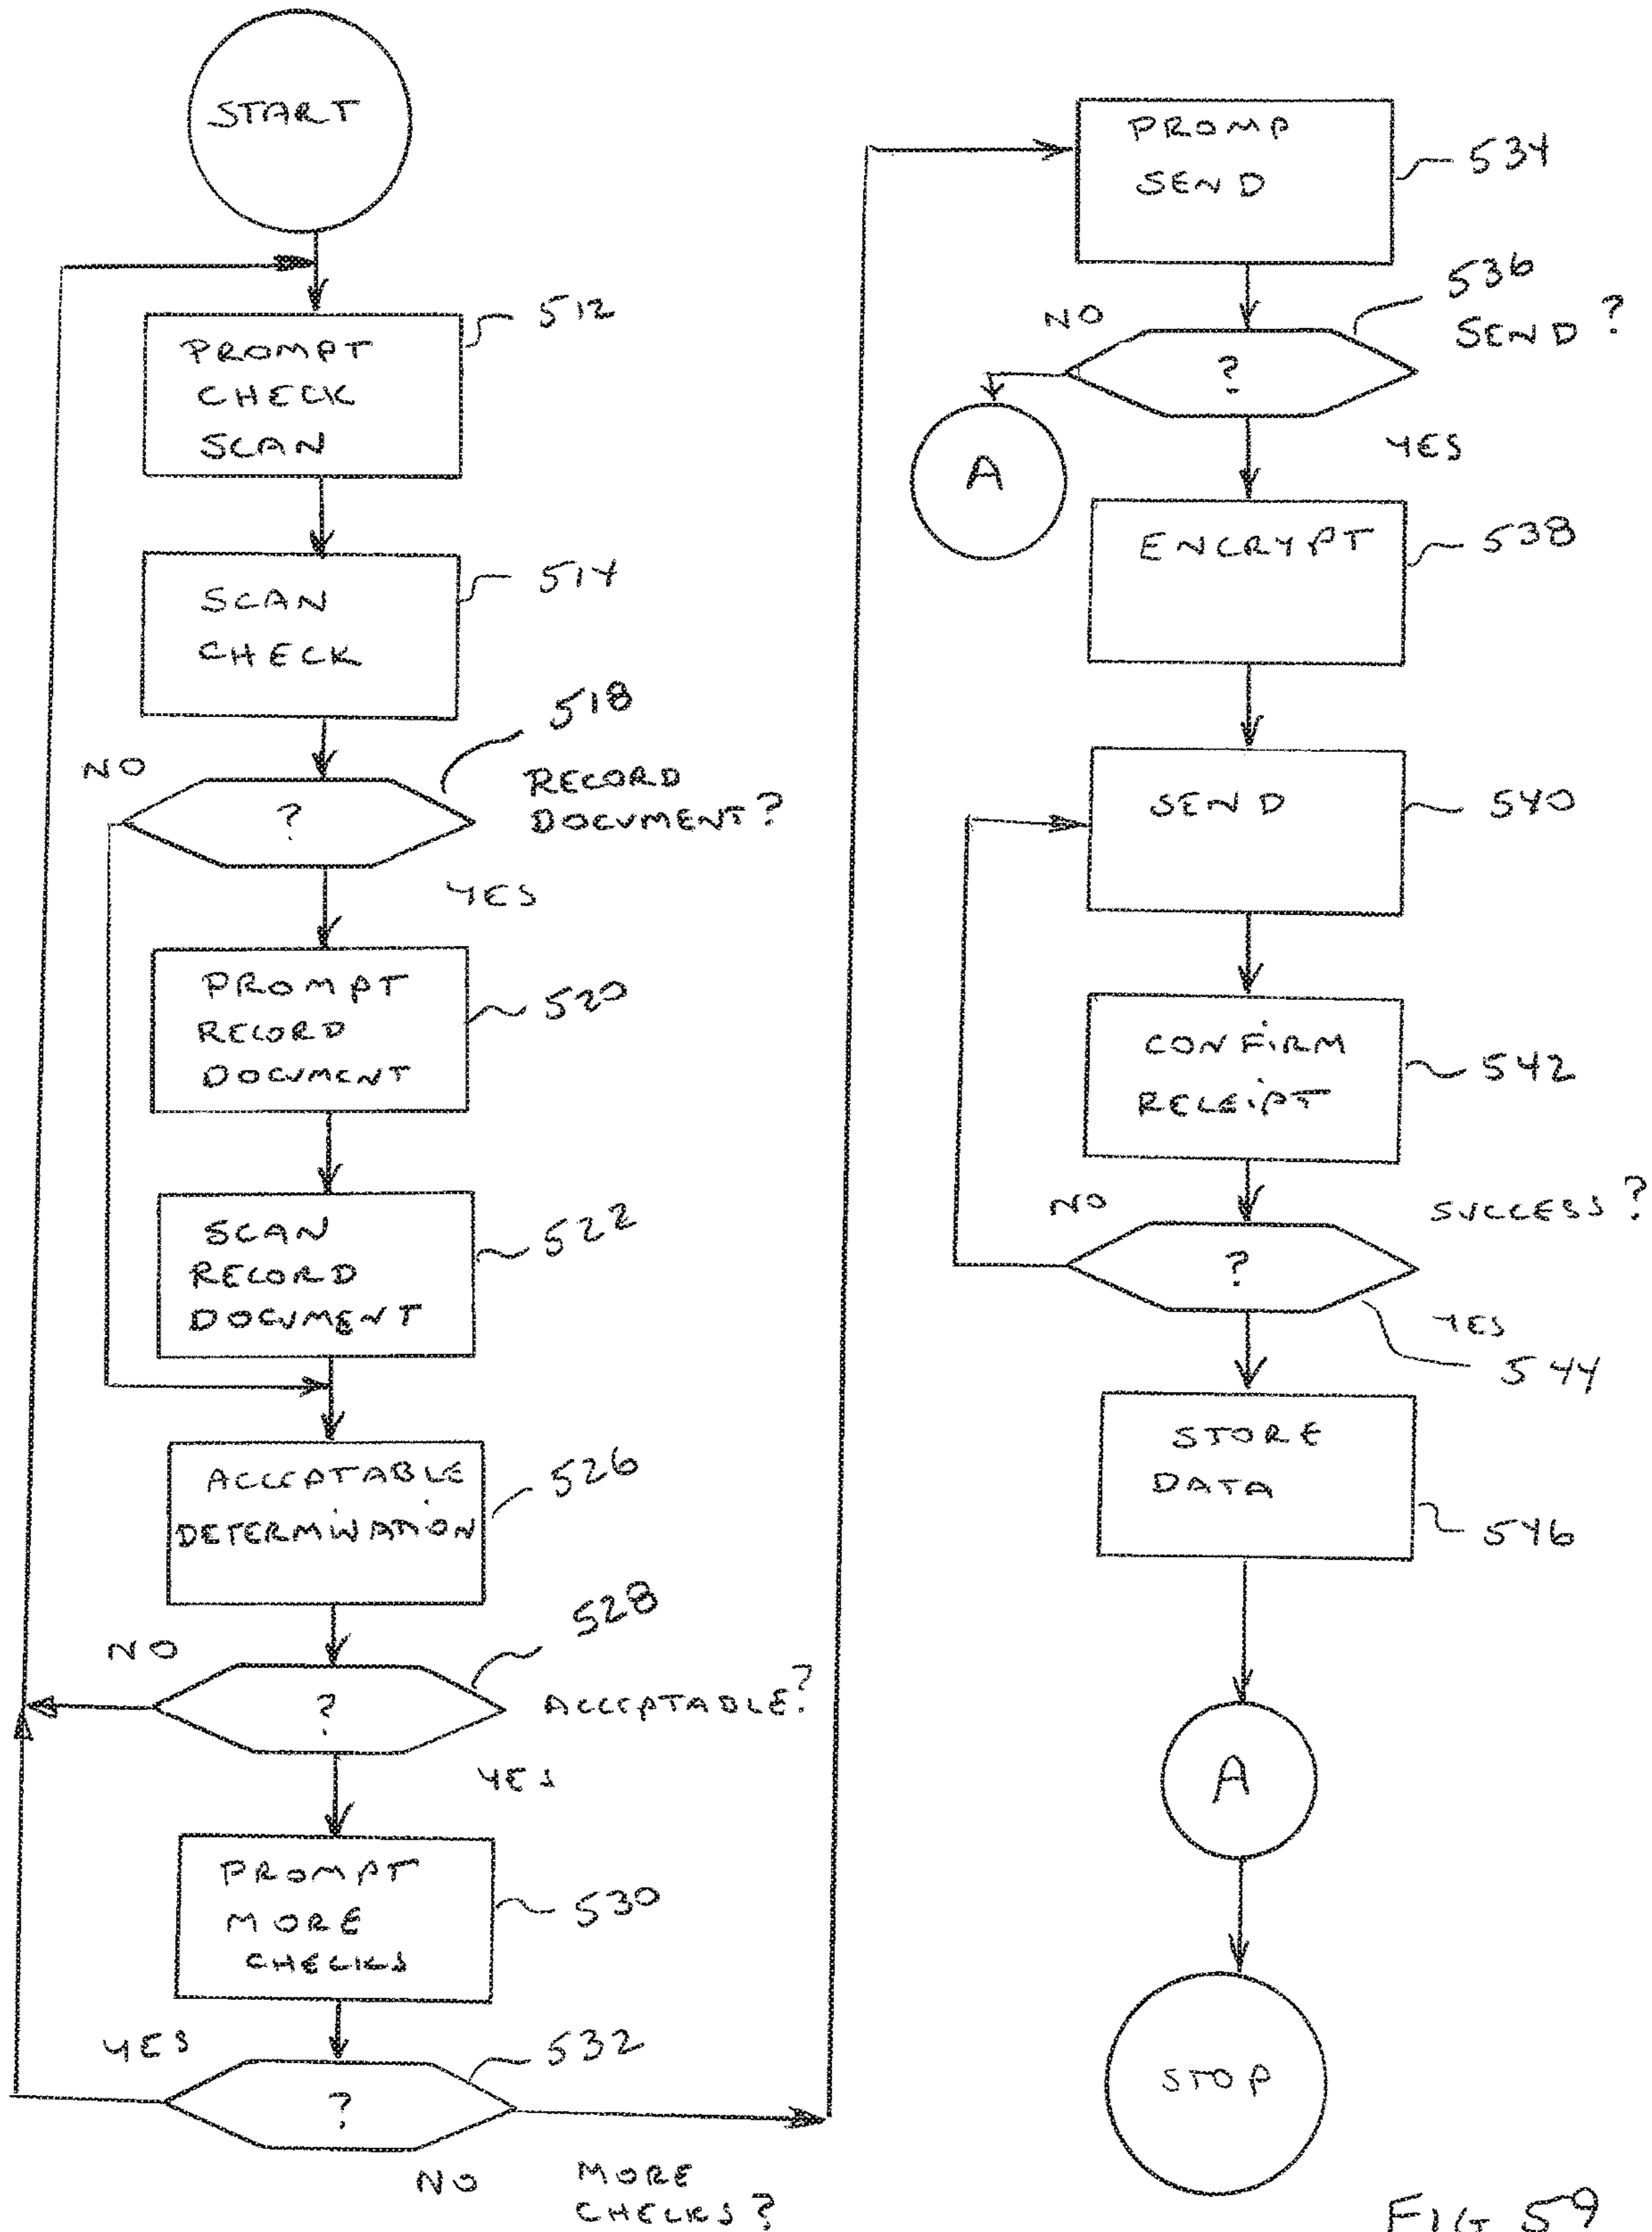 START
512
PROMPT
CHECK
SCAN
514
SCAN
CHECK
518
NO
?
RECORD
DOCUMENT?
YES
520
PROMPT
RECORD
DOCUMENT
522
SCAN
RECORD
DOCUMENT
526
ACCEPTABLE
DETERMINATION
528
NO
?
ACCEPTABLE?
YES
530
PROMPT
MORE
CHECKS
532
YES
?
NO
MORE
CHECKS?
PROMP
SEND
534
536
SEND?
NO
?
A
YES
ENCRYPT
538
SEND
540
CONFIRM
RECEIPT
542
NO
SUCCESS?
?
YES
544
STORE
DATA
546
A
STOP
FIG 59